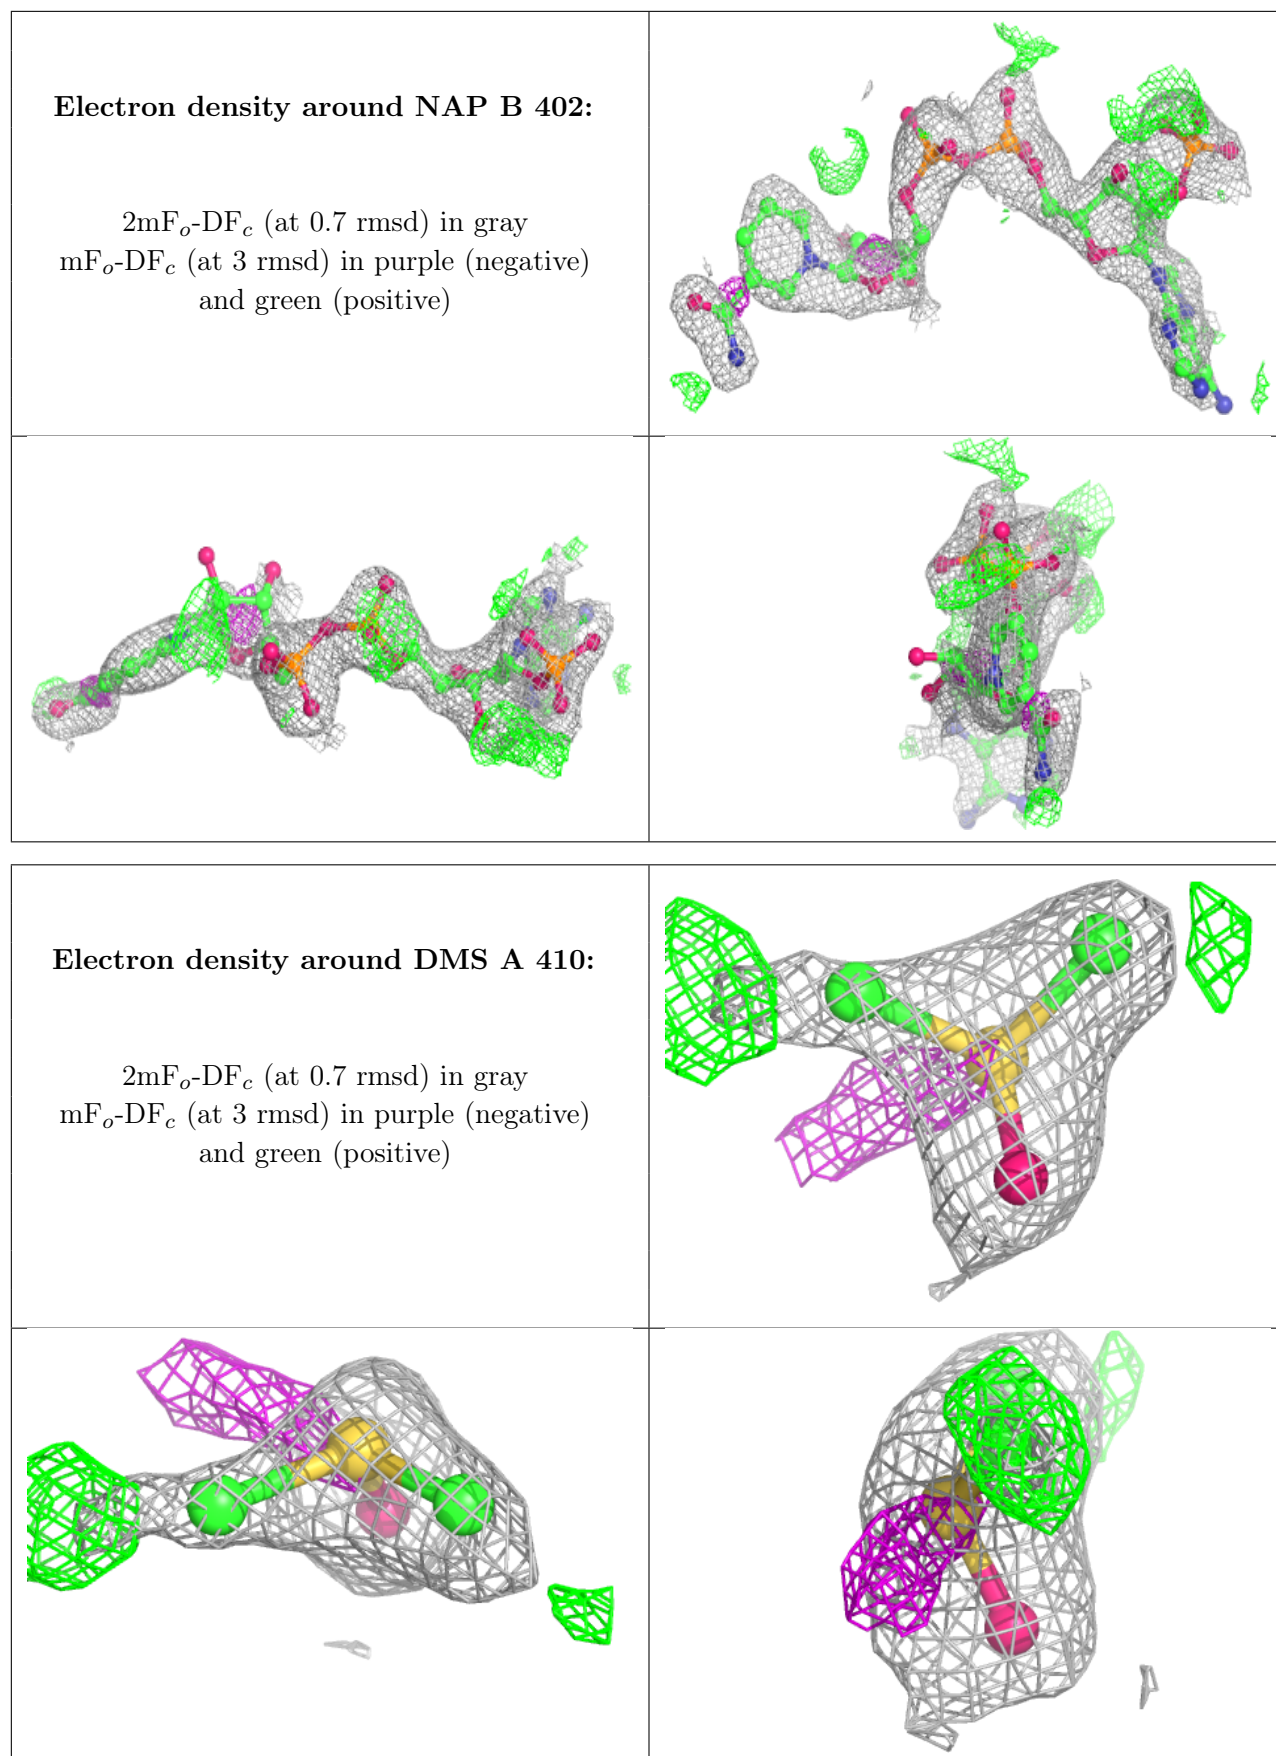 Electron density around NAP B 402:
2mFo-DFc (at 0.7 rmsd) in gray
mFo-DFc (at 3 rmsd) in purple (negative)
and green (positive)
Electron density around DMS A 410:
2mFo-DFc (at 0.7 rmsd) in gray
mFo-DFc (at 3 rmsd) in purple (negative)
and green (positive)